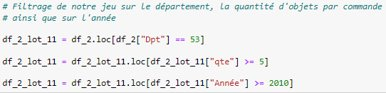 # Filtrage de notre jeu sur le département, la quantité d'objets par commande
# ainsi que sur l'année
df_2_lot_11 = df_2.loc[df_2["Dpt"] == 53]
df_2_lot_11 = df_2_lot_11.loc[df_2_lot_11["qte"] >= 5]
df_2_lot_11 = df_2_lot_11.loc[df_2_lot_11["Année"] >= 2010]